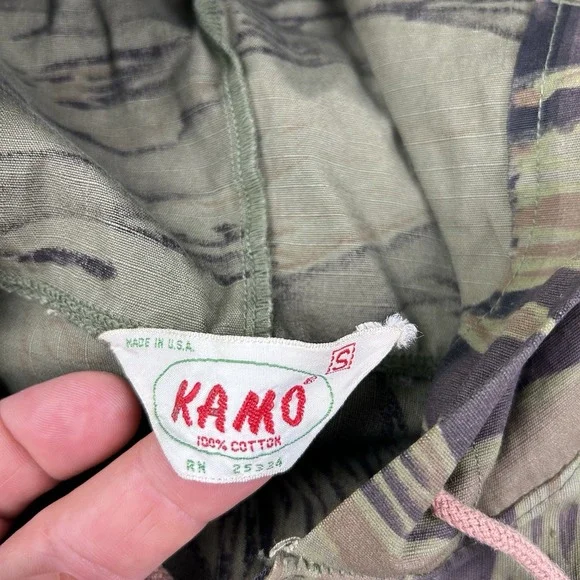 MADE IN U.S.A.
S
KAMO®
100% COTTON
RN 25334